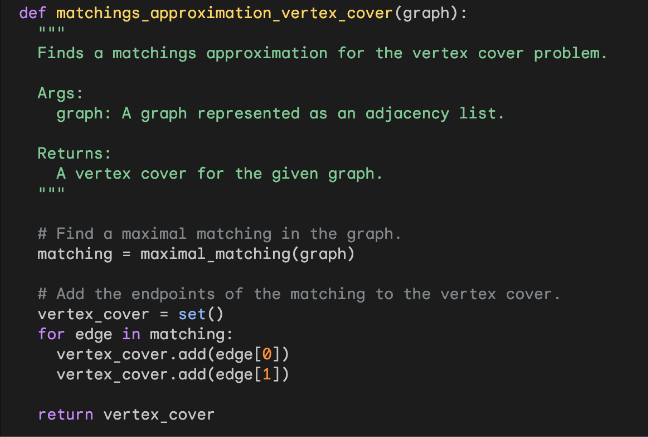 def matchings_approximation_vertex_cover(graph):
  """
  Finds a matchings approximation for the vertex cover problem.

  Args:
    graph: A graph represented as an adjacency list.

  Returns:
    A vertex cover for the given graph.
  """

  # Find a maximal matching in the graph.
  matching = maximal_matching(graph)

  # Add the endpoints of the matching to the vertex cover.
  vertex_cover = set()
  for edge in matching:
    vertex_cover.add(edge[0])
    vertex_cover.add(edge[1])

  return vertex_cover